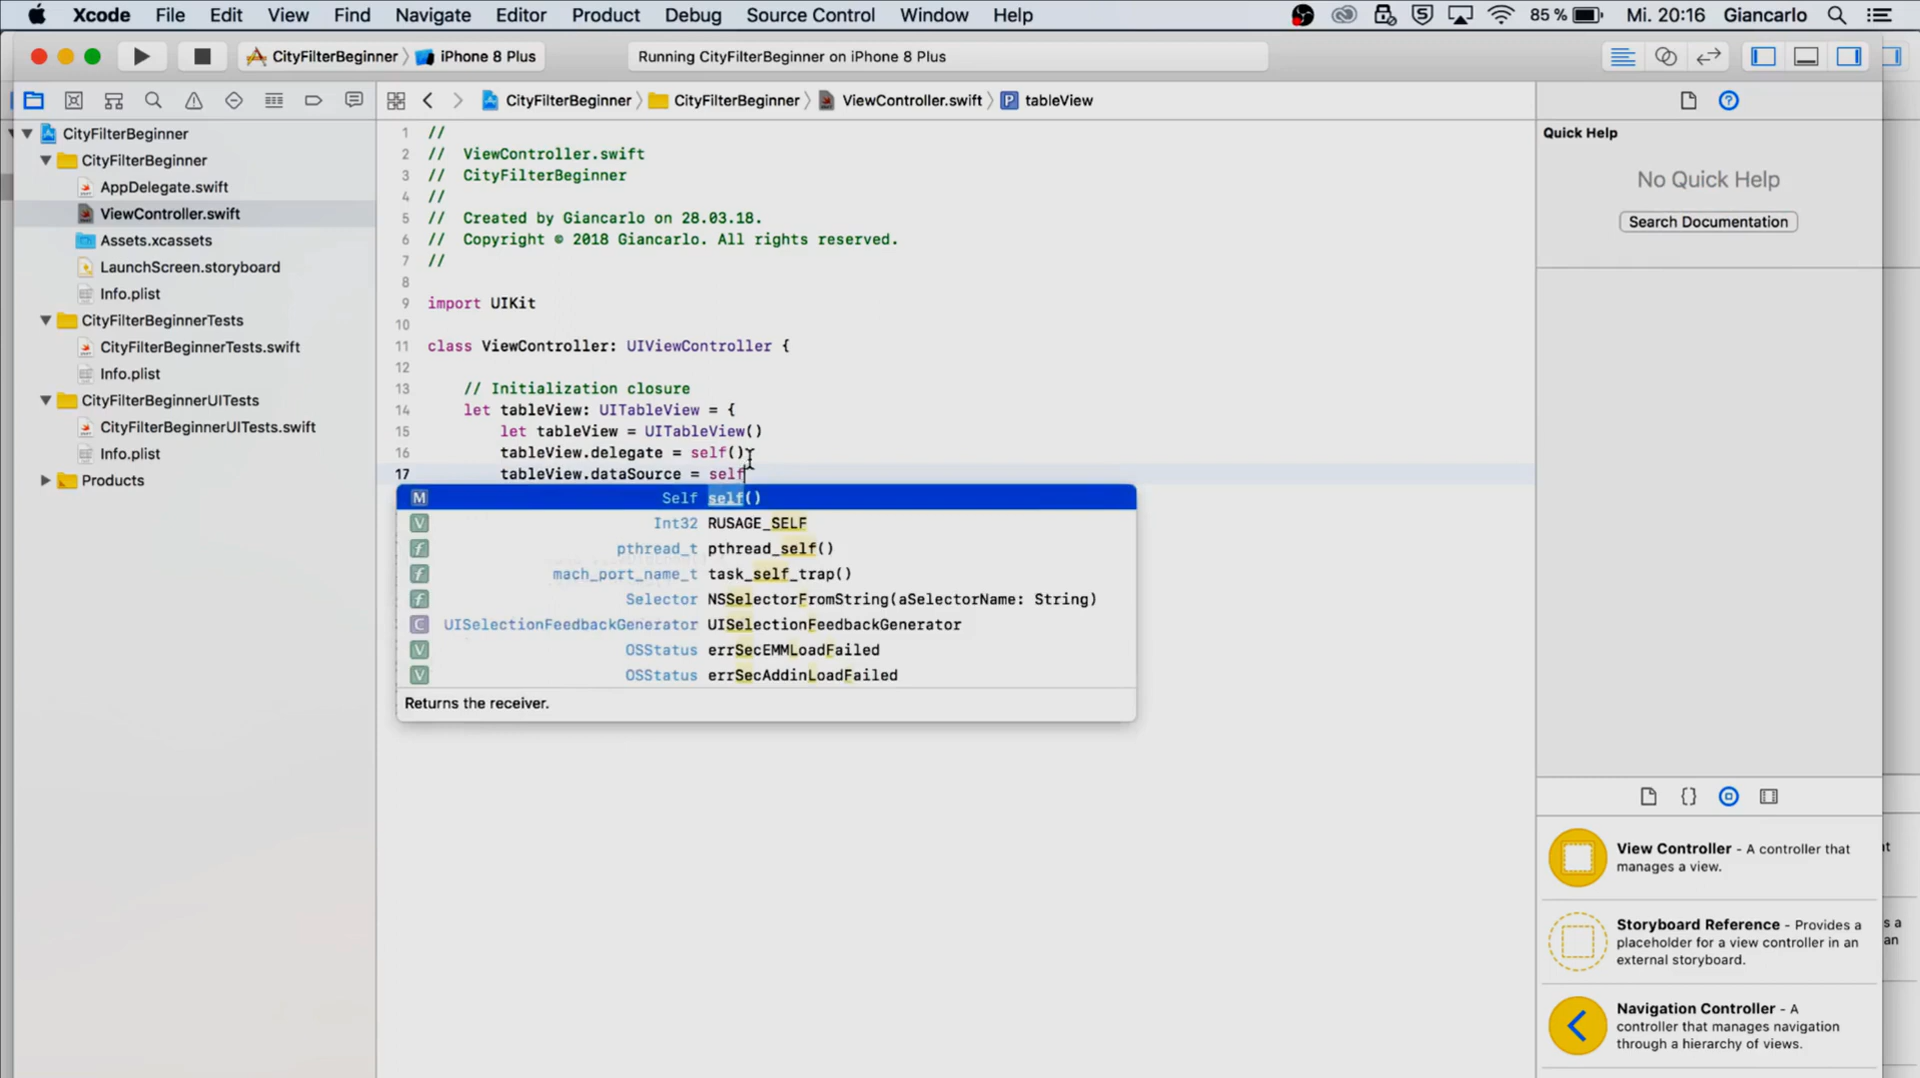 Xcode File Edit View Find Navigate Editor Product Debug Source Control Window Help 85 % Mi. 20:16 Giancarlo
CityFilterBeginner iPhone 8 Plus Running CityFilterBeginner on iPhone 8 Plus
CityFilterBeginner CityFilterBeginner ViewController.swift tableView
CityFilterBeginner
CityFilterBeginner
AppDelegate.swift
ViewController.swift
Assets.xcassets
LaunchScreen.storyboard
Info.plist
CityFilterBeginnerTests
CityFilterBeginnerTests.swift
Info.plist
CityFilterBeginnerUITests
CityFilterBeginnerUITests.swift
Info.plist
Products
1 //
2 // ViewController.swift
3 // CityFilterBeginner
4 //
5 // Created by Giancarlo on 28.03.18.
6 // Copyright © 2018 Giancarlo. All rights reserved.
7 //
8
9 import UIKit
10
11 class ViewController: UIViewController {
12
13 // Initialization closure
14 let tableView: UITableView = {
15 let tableView = UITableView()
16 tableView.delegate = self()
17 tableView.dataSource = self
M Self self()
V Int32 RUSAGE_SELF
f pthread_t pthread_self()
f mach_port_name_t task_self_trap()
f Selector NSSelectorFromString(aSelectorName: String)
C UISelectionFeedbackGenerator UISelectionFeedbackGenerator
V OSStatus errSecEMMLoadFailed
V OSStatus errSecAddinLoadFailed
Returns the receiver.
Quick Help
No Quick Help
Search Documentation
View Controller - A controller that
manages a view.
Storyboard Reference - Provides a
placeholder for a view controller in an
external storyboard.
Navigation Controller - A
controller that manages navigation
through a hierarchy of views.